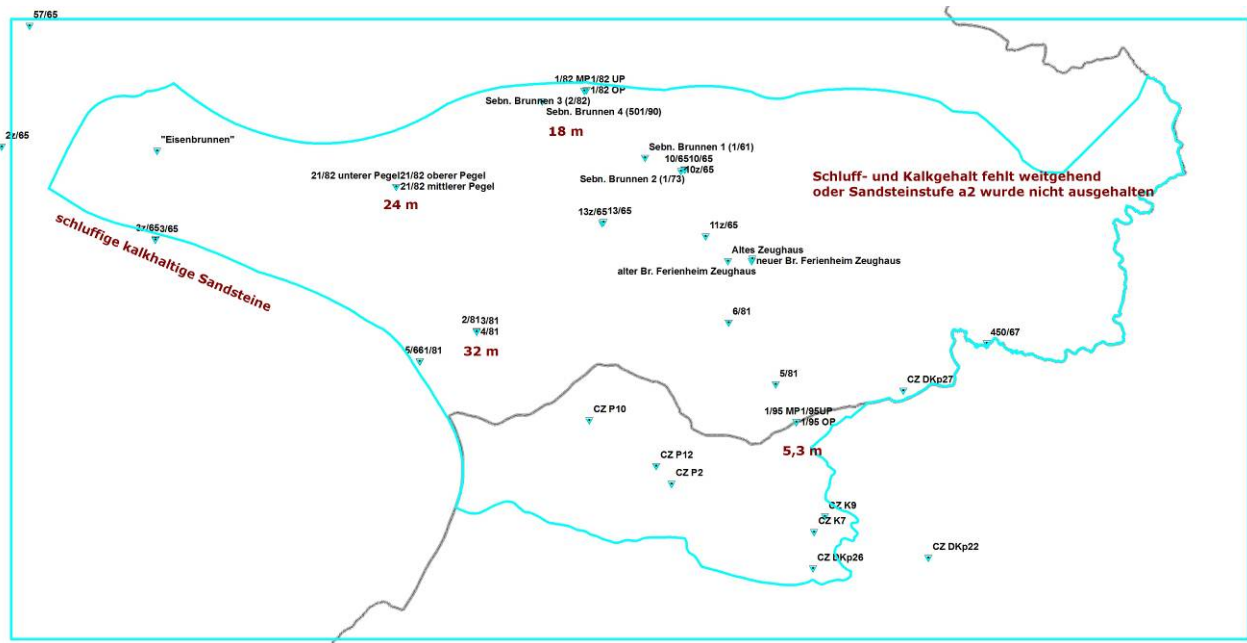 57/65
1/82 MP1/82 UP
1/82 OP
Sebn. Brunnen 3 (2/82)
Sebn. Brunnen 4 (501/90)
18 m
2z/65
"Eisenbrunnen"
Sebn. Brunnen 1 (1/61)
10/6510/65
10z/65
Sebn. Brunnen 2 (1/73)
21/82 unterer Pegel21/82 oberer Pegel
21/82 mittlerer Pegel
24 m
Schluff- und Kalkgehalt fehlt weitgehend
oder Sandsteinstufe a2 wurde nicht ausgehalten
13z/6513/65
11z/65
3z/653/65
schluffige kalkhaltige Sandsteine
Altes Zeughaus
neuer Br. Ferienheim Zeughaus
alter Br. Ferienheim Zeughaus
6/81
2/813/81
4/81
32 m
450/67
5/661/81
5/81
CZ DKp27
CZ P10
1/95 MP1/95UP
1/95 OP
5,3 m
CZ P12
CZ P2
CZ K9
CZ K7
CZ DKp22
CZ DKp26